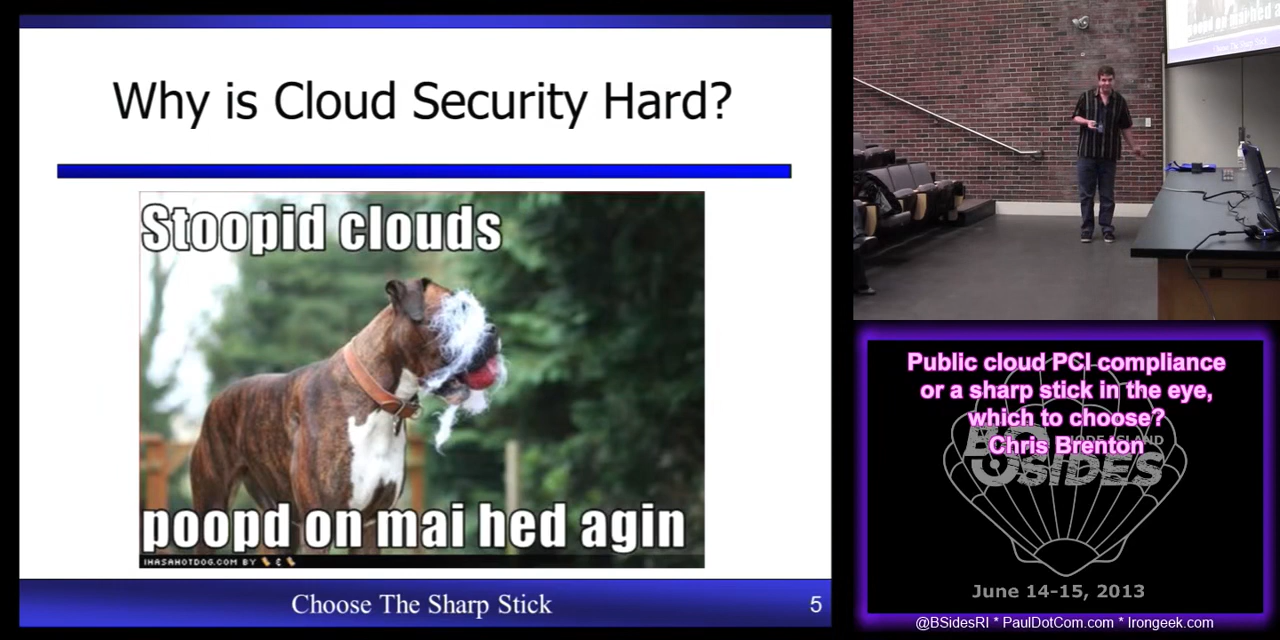 Why is Cloud Security Hard?
Stoopid clouds
poopd on mai hed agin
IHASAHOTDOG.COM BY
Choose The Sharp Stick
5
Public cloud PCI compliance
or a sharp stick in the eye,
which to choose?
Chris Brenton
BSIDES
June 14-15, 2013
@BSidesRI * PaulDotCom.com * Irongeek.com